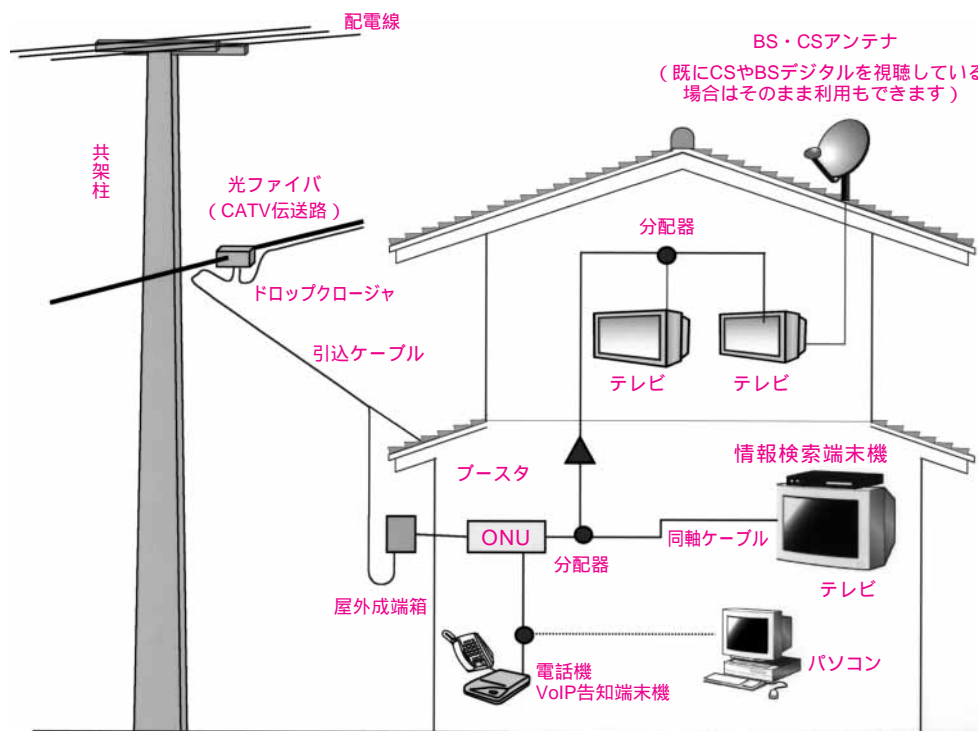 配電線
BS・CSアンテナ
（既にCSやBSデジタルを視聴している
場合はそのまま利用もできます）
共架柱
光ファイバ
（CATV伝送路）
分配器
ドロップクロージャ
引込ケーブル
テレビ
テレビ
ブースタ
情報検索端末機
ONU
同軸ケーブル
分配器
テレビ
屋外成端箱
電話機
VoIP告知端末機
パソコン